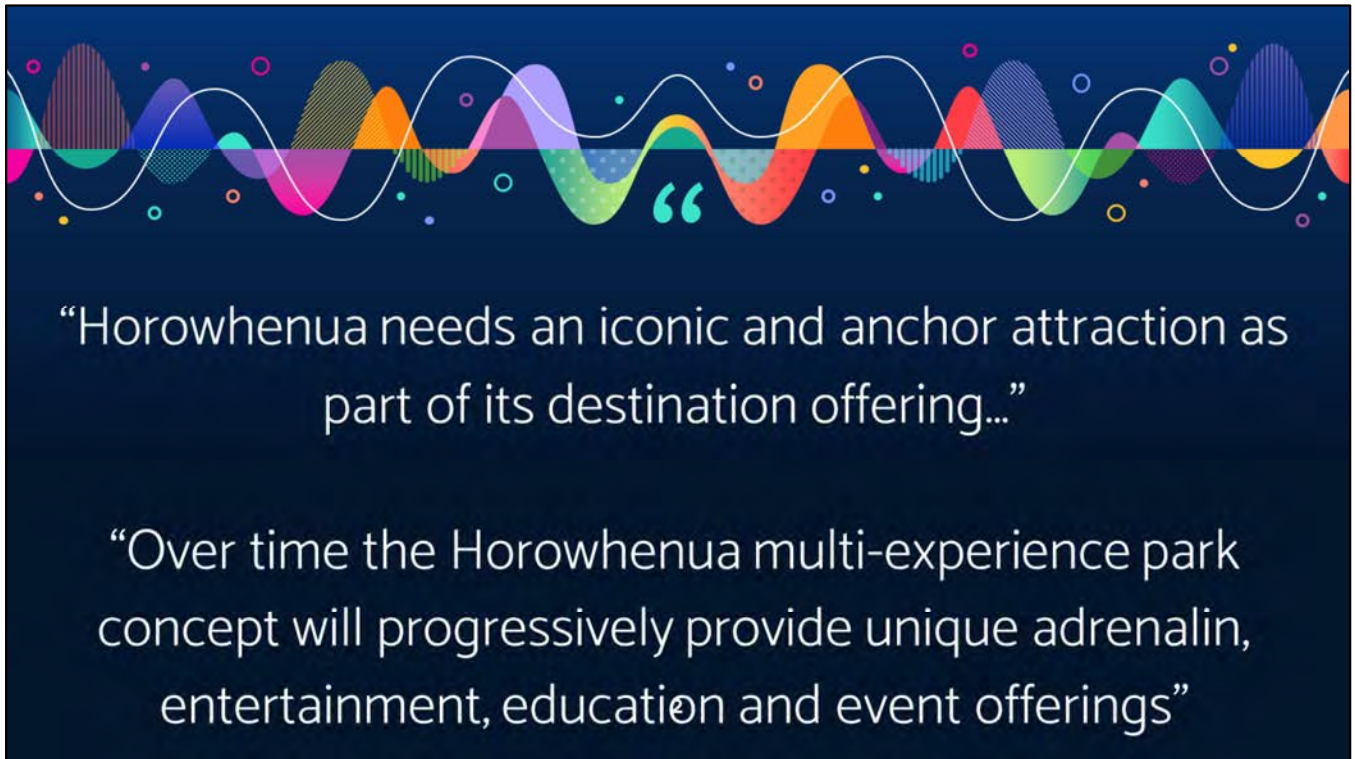 “
“Horowhenua needs an iconic and anchor attraction as
part of its destination offering...”
“Over time the Horowhenua multi-experience park
concept will progressively provide unique adrenalin,
entertainment, education and event offerings”
2